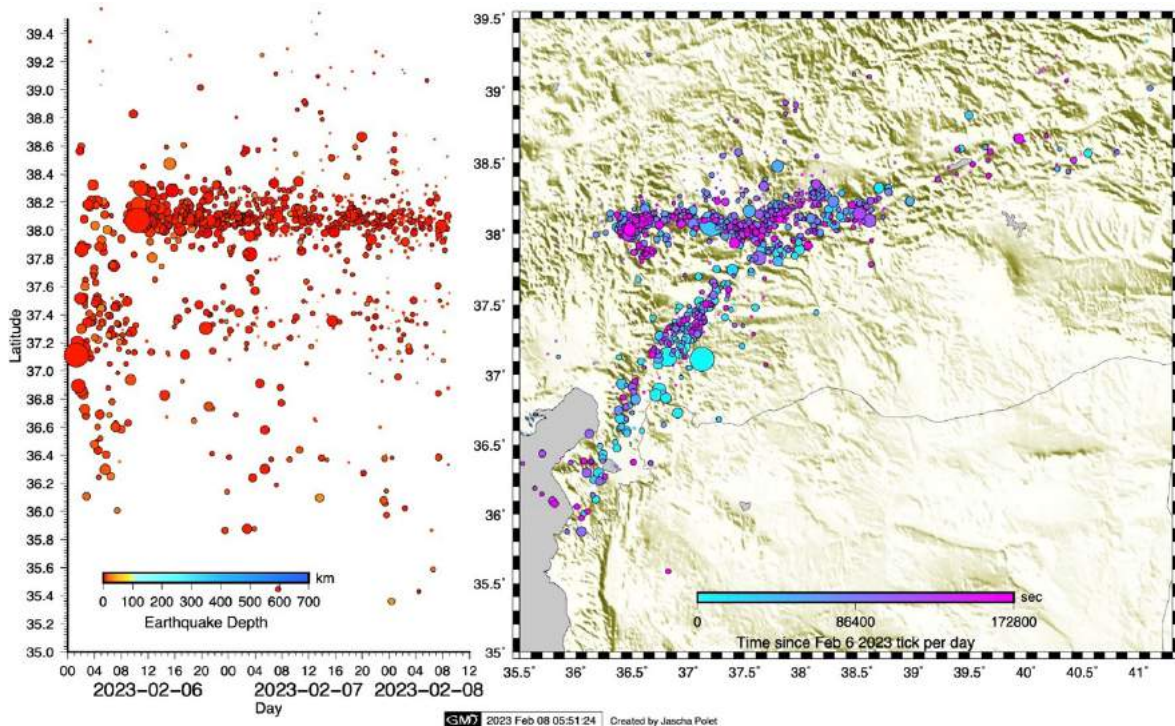 39.4
39.2
39.0
38.8
38.6
38.4
38.2
38.0
37.8
37.6
37.4
37.2
37.0
36.8
36.6
36.4
36.2
36.0
35.8
35.6
35.4
35.2
35.0
Latitude
km
0 100 200 300 400 500 600 700
Earthquake Depth
00 04 08 12 16 20 00 04 08 12 16 20 00 04 08 12
2023-02-06 2023-02-07 2023-02-08
Day
39.5°
39°
38.5°
38°
37.5°
37°
36.5°
36°
35.5°
35°
sec
0 86400 172800
Time since Feb 6 2023 tick per day
35.5° 36° 36.5° 37° 37.5° 38° 38.5° 39° 39.5° 40° 40.5° 41°
GMT 2023 Feb 08 05:51:24 Created by Jascha Polet